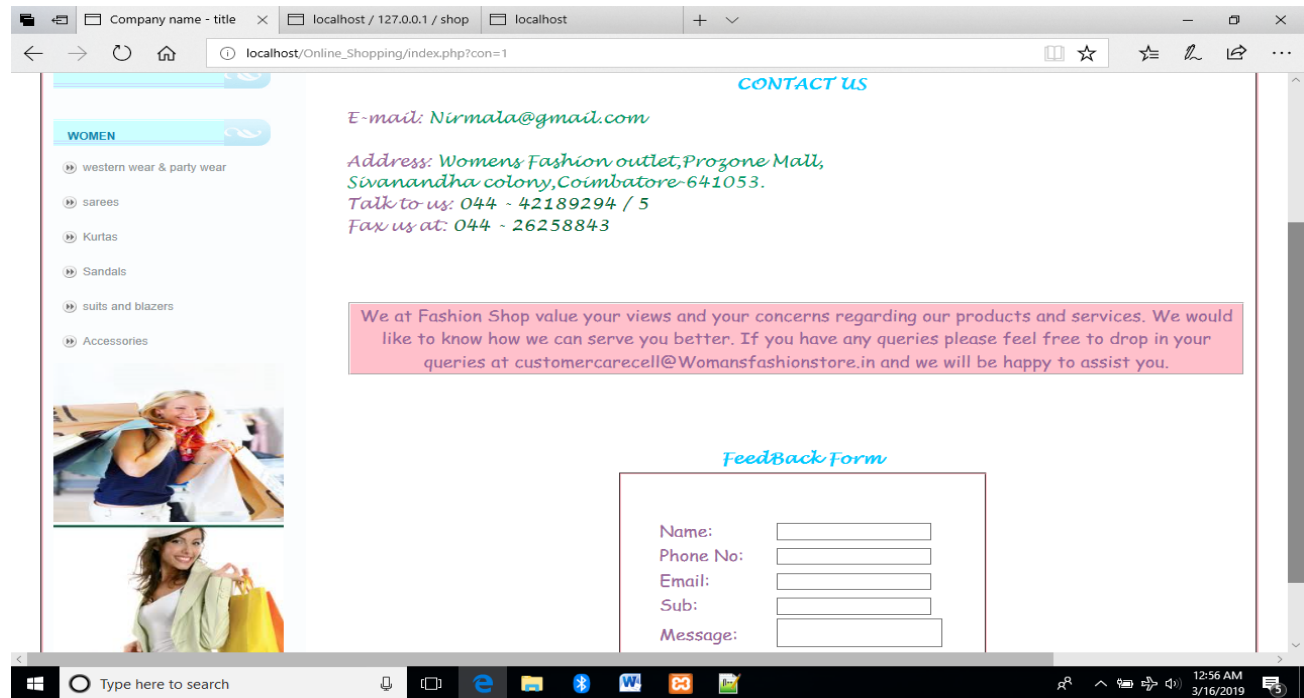 Company name - title
localhost / 127.0.0.1 / shop
localhost
localhost/Online_Shopping/index.php?con=1
WOMEN
western wear & party wear
sarees
Kurtas
Sandals
suits and blazers
Accessories
CONTACT US
E-mail: Nirmala@gmail.com
Address: Womens Fashion outlet,Prozone Mall,
Sivanandha colony,Coimbatore-641053.
Talk to us: 044 - 42189294 / 5
Fax us at: 044 - 26258843
We at Fashion Shop value your views and your concerns regarding our products and services. We would
like to know how we can serve you better. If you have any queries please feel free to drop in your
queries at customercarecell@Womansfashionstore.in and we will be happy to assist you.
FeedBack Form
Name:
Phone No:
Email:
Sub:
Message:
Type here to search
12:56 AM
3/16/2019
5